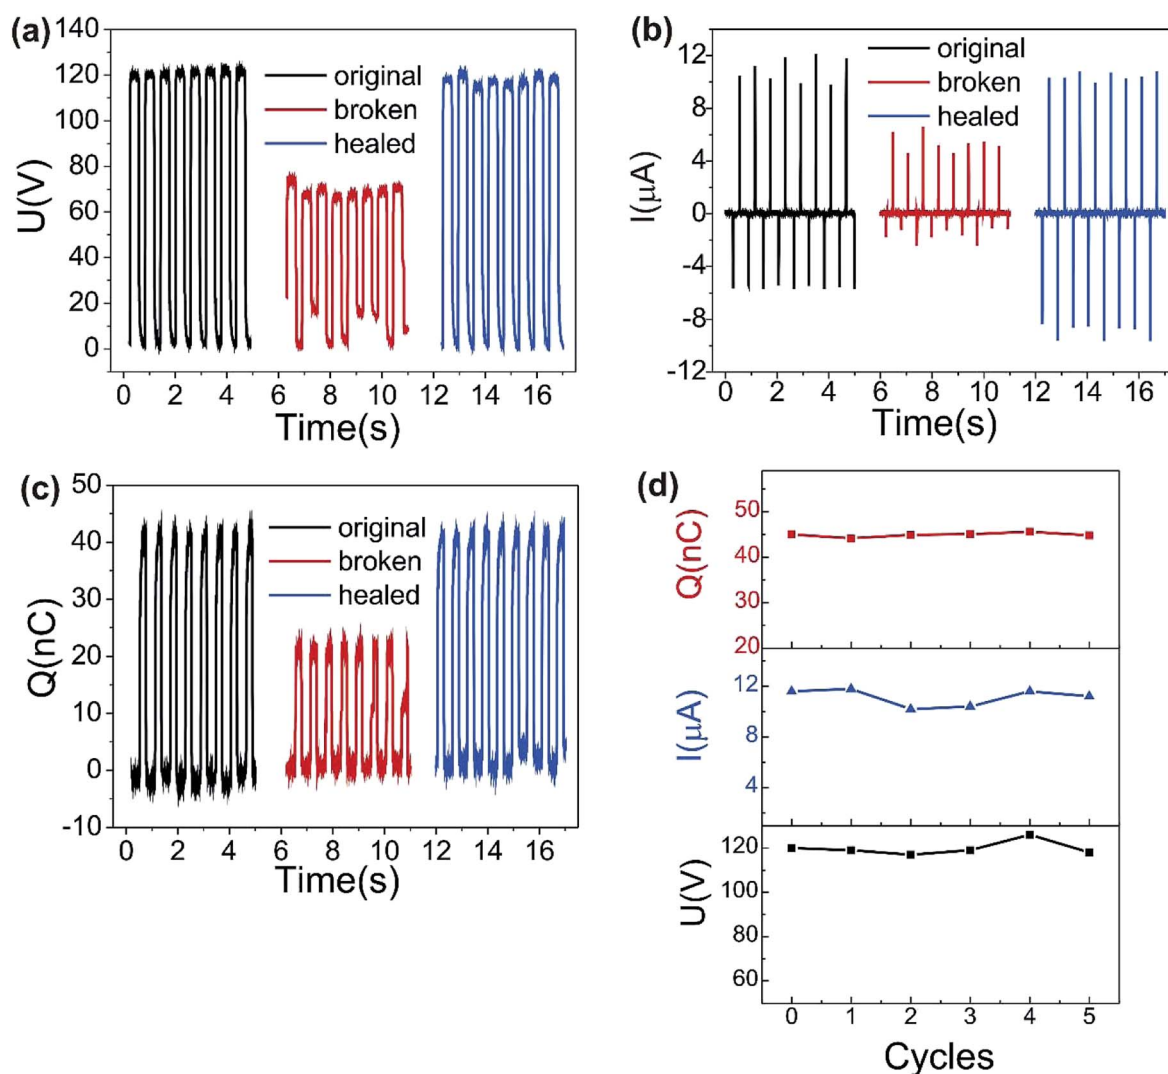 (a)
140
120
100
80
60
40
20
0
U(V)
original
broken
healed
0 2 4 6 8 10 12 14 16
Time(s)
(b)
12
8
4
0
-4
-8
-12
I(μA)
original
broken
healed
0 2 4 6 8 10 12 14 16
Time(s)
(c)
50
40
30
20
10
0
-10
Q(nC)
original
broken
healed
0 2 4 6 8 10 12 14 16
Time(s)
(d)
50
40
30
20
Q(nC)
12
8
4
I(μA)
120
100
80
60
U(V)
0 1 2 3 4 5
Cycles